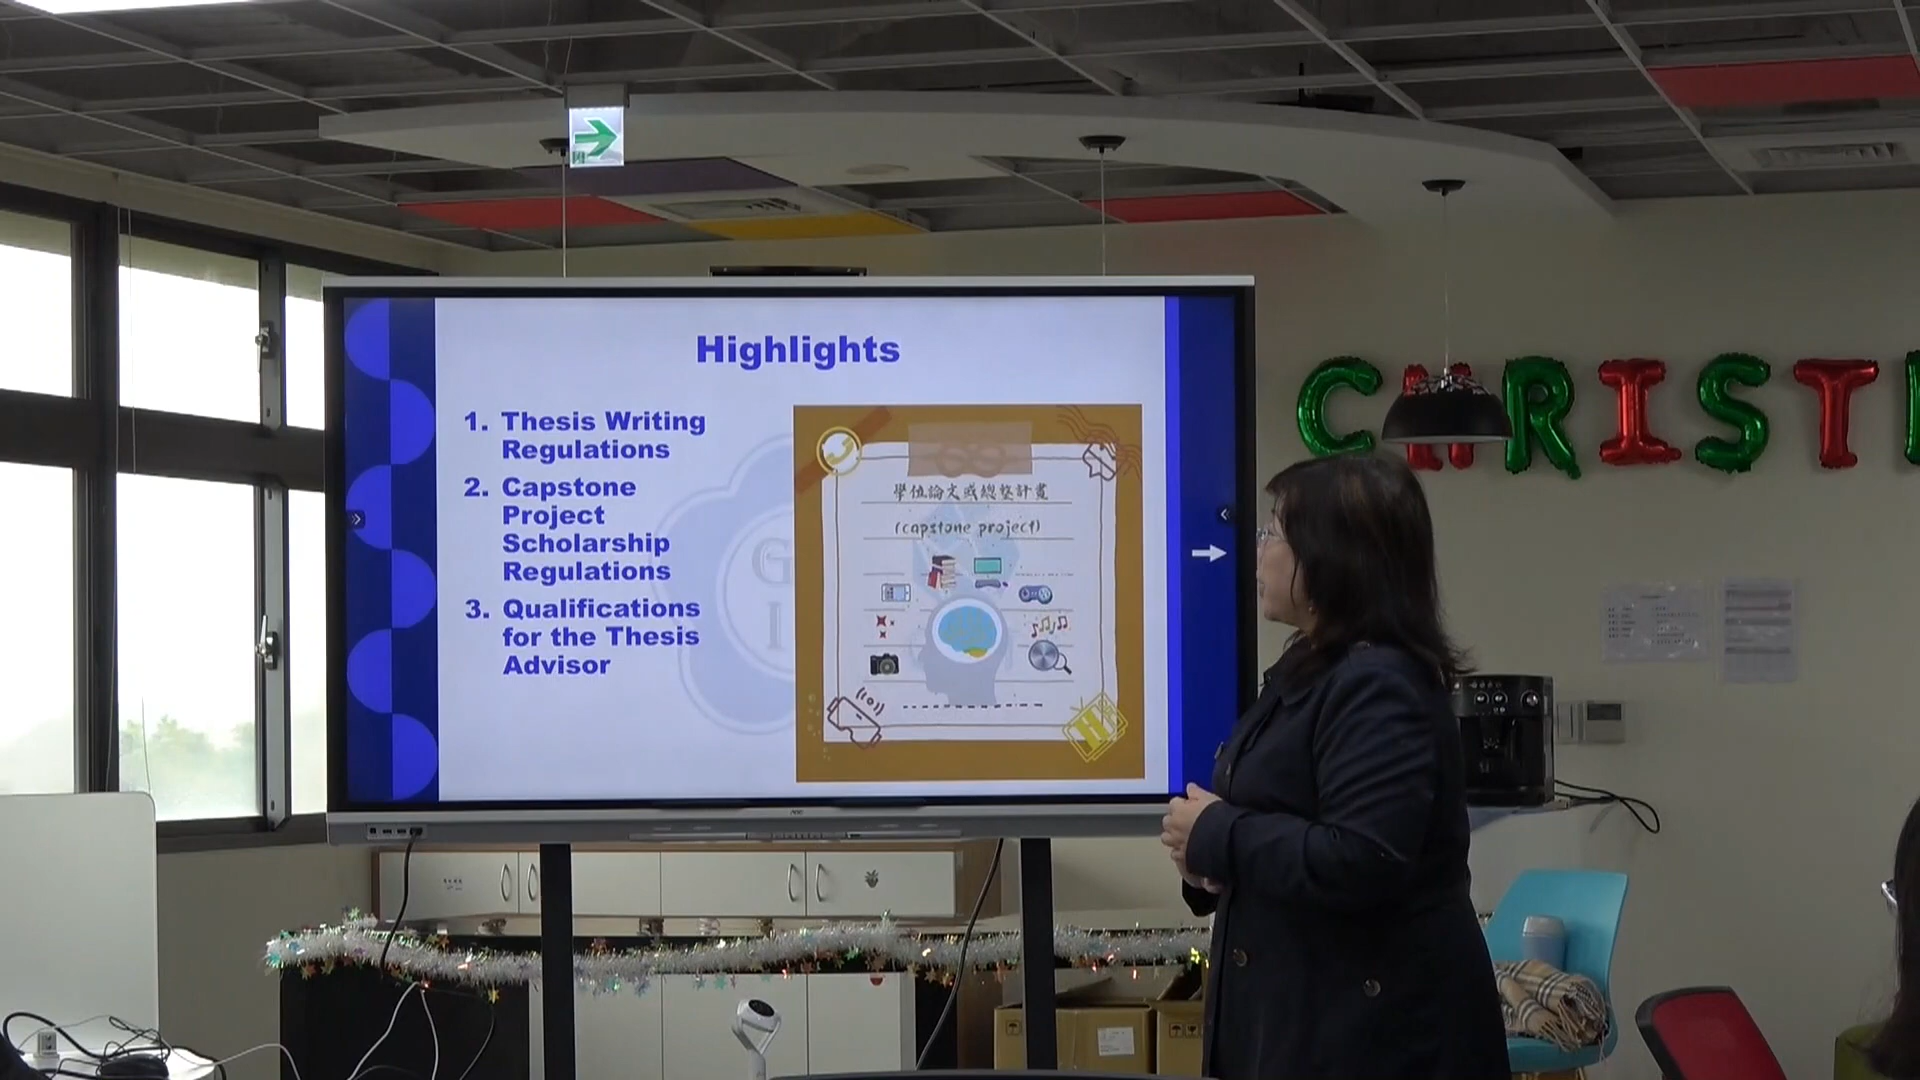 Highlights
1. Thesis Writing
Regulations
2. Capstone
Project
Scholarship
Regulations
3. Qualifications
for the Thesis
Advisor
學位論文或總整計畫
(capstone project)
G
I
CHRIST